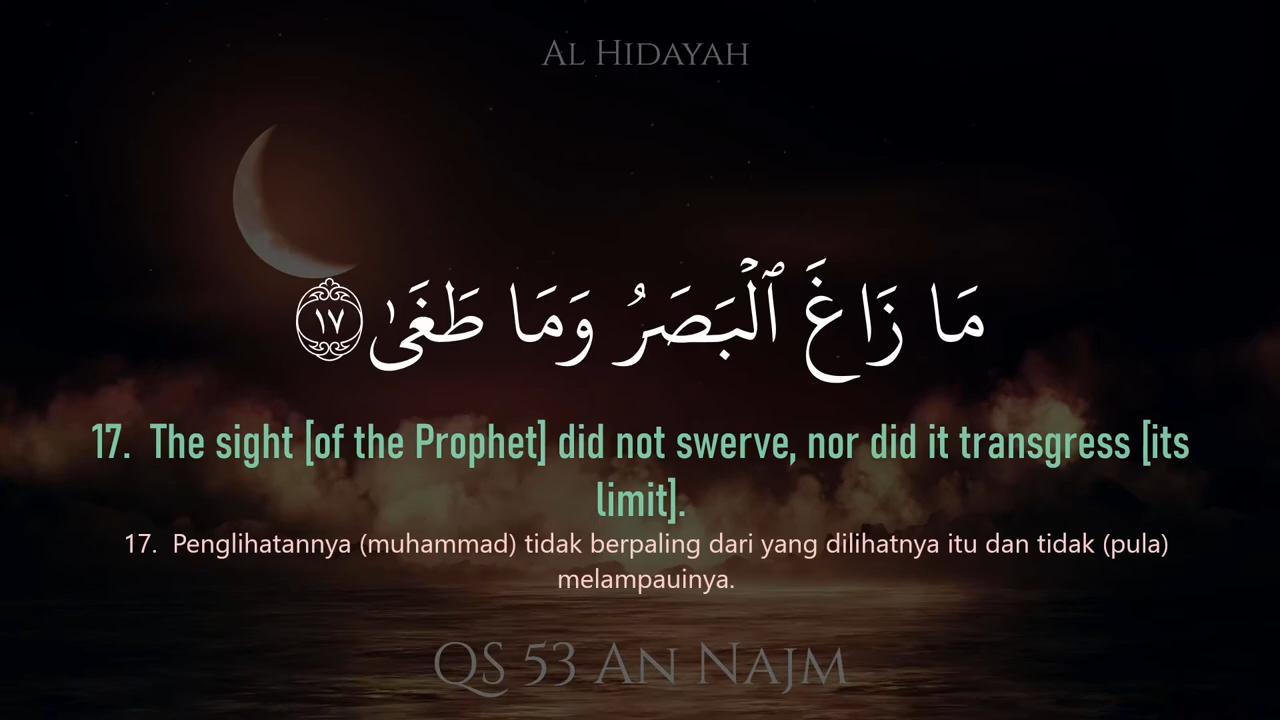 Al Hidayah
مَا زَاغَ ٱلْبَصَرُ وَمَا طَغَىٰ ١٧
17. The sight [of the Prophet] did not swerve, nor did it transgress [its
limit].
17. Penglihatannya (muhammad) tidak berpaling dari yang dilihatnya itu dan tidak (pula)
melampauinya.
QS 53 An Najm